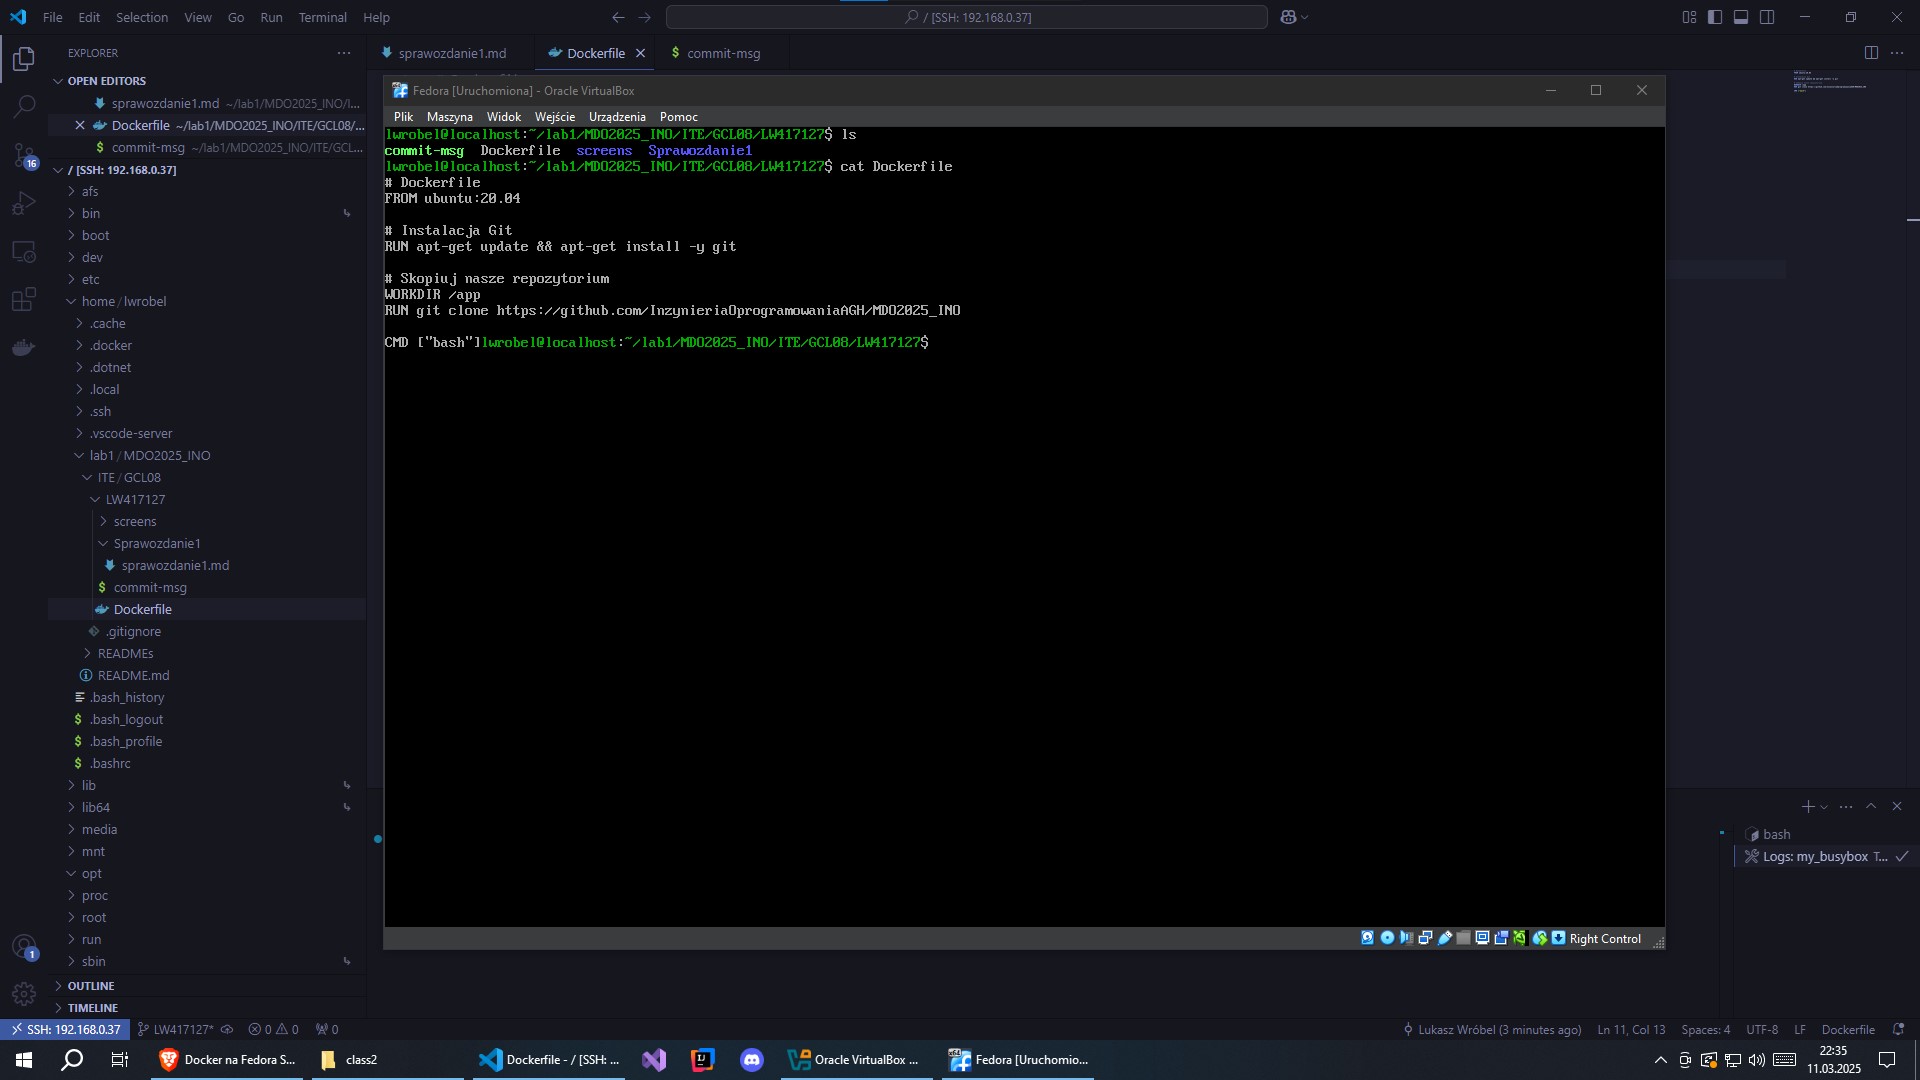 File Edit Selection View Go Run Terminal Help
/ [SSH: 192.168.0.37]
EXPLORER
sprawozdanie1.md
Dockerfile
commit-msg
OPEN EDITORS
sprawozdanie1.md ~/lab1/MDO2025_INO/I...
Dockerfile ~/lab1/MDO2025_INO/ITE/GCL08/...
commit-msg ~/lab1/MDO2025_INO/ITE/GCL...
16
/ [SSH: 192.168.0.37]
afs
bin
boot
dev
etc
home / lwrobel
.cache
.docker
.dotnet
.local
.ssh
.vscode-server
lab1 / MDO2025_INO
ITE / GCL08
LW417127
screens
Sprawozdanie1
sprawozdanie1.md
commit-msg
Dockerfile
.gitignore
READMEs
README.md
.bash_history
.bash_logout
.bash_profile
.bashrc
lib
lib64
media
mnt
opt
proc
root
run
sbin
1
OUTLINE
TIMELINE
Fedora [Uruchomiona] - Oracle VirtualBox
Plik Maszyna Widok Wejście Urządzenia Pomoc
lwrobel@localhost:~/lab1/MDO2025_INO/ITE/GCL08/LW417127$ ls
commit-msg Dockerfile screens Sprawozdanie1
lwrobel@localhost:~/lab1/MDO2025_INO/ITE/GCL08/LW417127$ cat Dockerfile
# Dockerfile
FROM ubuntu:20.04
# Instalacja Git
RUN apt-get update && apt-get install -y git
# Skopiuj nasze repozytorium
WORKDIR /app
RUN git clone https://github.com/InzynieriaOprogramowaniaAGH/MDO2025_INO
CMD ["bash"]lwrobel@localhost:~/lab1/MDO2025_INO/ITE/GCL08/LW417127$
Right Control
bash
Logs: my_busybox T...
SSH: 192.168.0.37 LW417127* 0 0 0
Lukasz Wróbel (3 minutes ago) Ln 11, Col 13 Spaces: 4 UTF-8 LF Dockerfile
Docker na Fedora S...
class2
Dockerfile - / [SSH: ...
Oracle VirtualBox ...
Fedora [Uruchomio...
22:35
11.03.2025